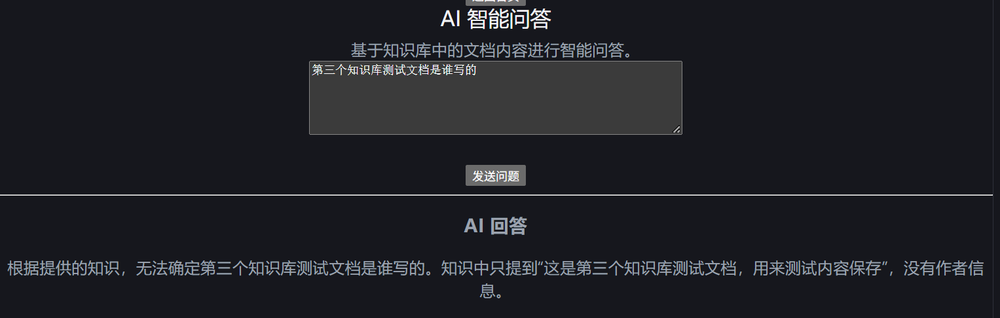 AI 智能问答
基于知识库中的文档内容进行智能问答。
第三个知识库测试文档是谁写的
发送问题
AI 回答
根据提供的知识，无法确定第三个知识库测试文档是谁写的。知识中只提到“这是第三个知识库测试文档，用来测试内容保存”，没有作者信
息。